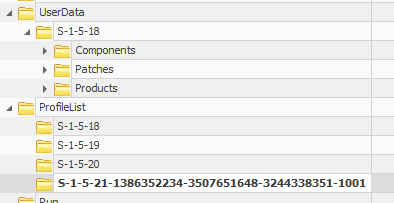 UserData
S-1-5-18
Components
Patches
Products
ProfileList
S-1-5-18
S-1-5-19
S-1-5-20
S-1-5-21-1386352234-3507651648-3244338351-1001
Run